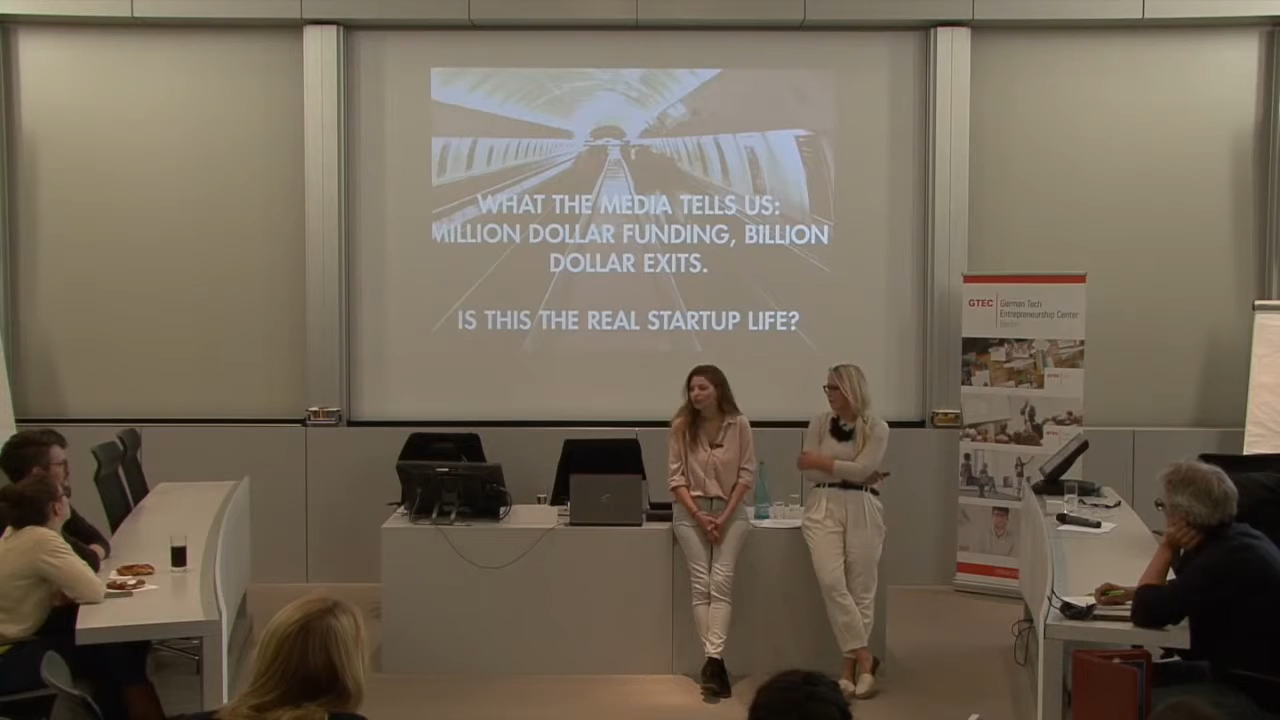 WHAT THE MEDIA TELLS US:
MILLION DOLLAR FUNDING, BILLION
DOLLAR EXITS.
IS THIS THE REAL STARTUP LIFE?
GTEC
German Tech
Entrepreneurship Center
Berlin